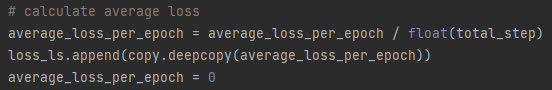 # calculate average loss
average_loss_per_epoch = average_loss_per_epoch / float(total_step)
loss_ls.append(copy.deepcopy(average_loss_per_epoch))
average_loss_per_epoch = 0